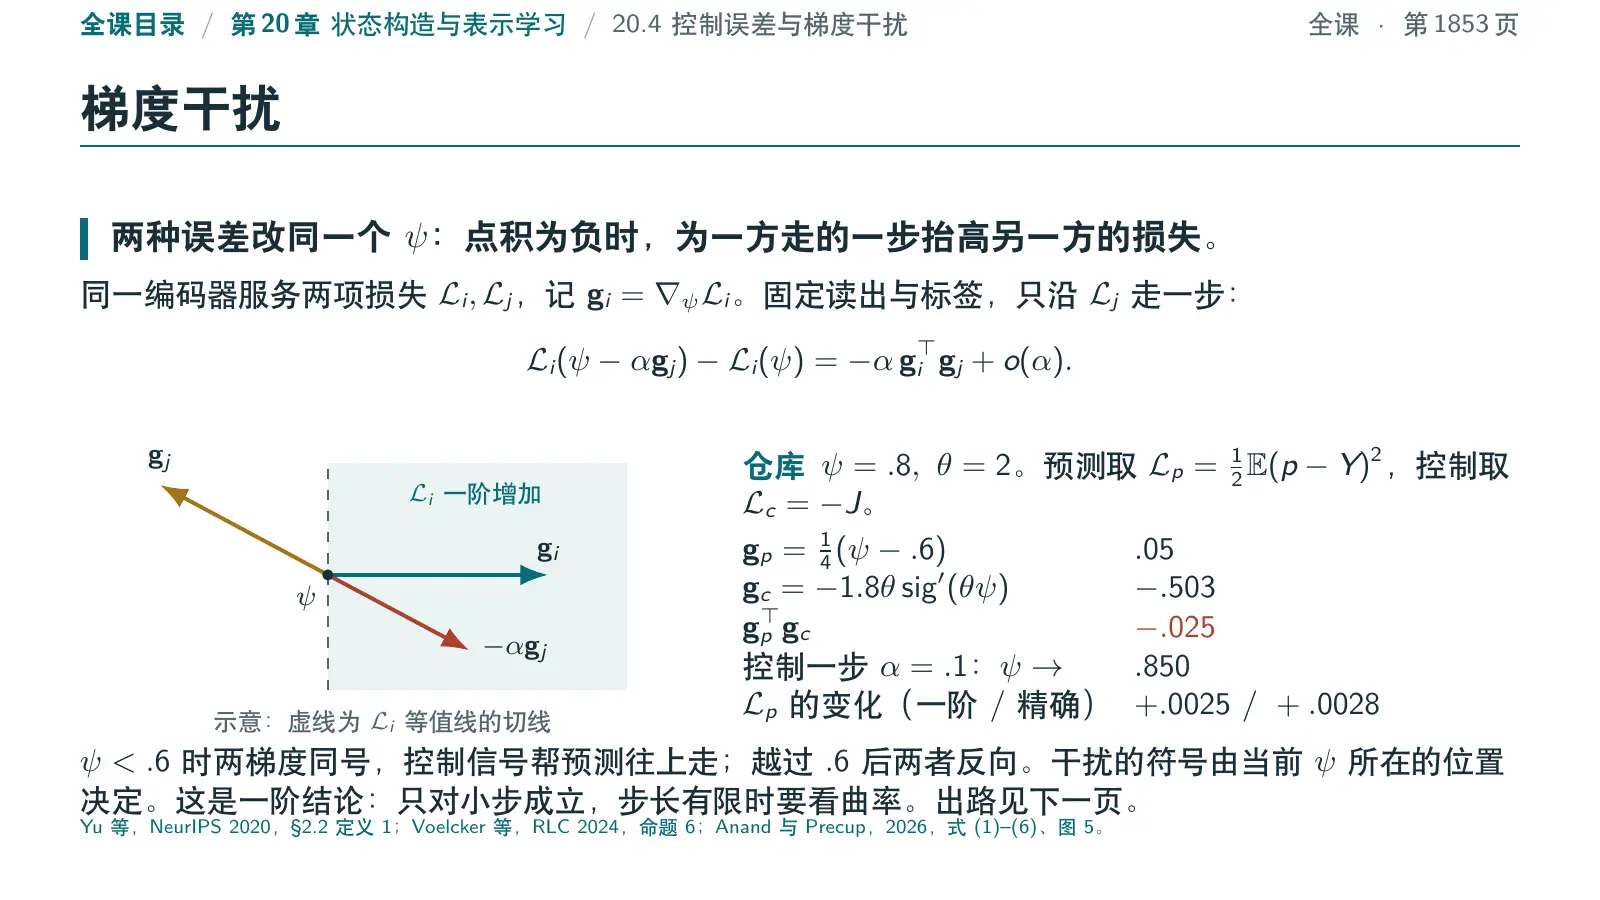 全课目录 / 第20章 状态构造与表示学习 / 20.4 控制误差与梯度干扰
全课 · 第1853页
梯度干扰
两种误差改同一个 ψ：点积为负时，为一方走的一步抬高另一方的损失。
同一编码器服务两项损失 ℒᵢ, ℒⱼ，记 𝐠ᵢ = ∇_ψ ℒᵢ。固定读出与标签，只沿 ℒⱼ 走一步：
ℒᵢ(ψ − α𝐠ⱼ) − ℒᵢ(ψ) = −α 𝐠ᵢ^⊤ 𝐠ⱼ + o(α).
𝐠ⱼ
ℒᵢ 一阶增加
𝐠ᵢ
ψ
−α𝐠ⱼ
示意：虚线为 ℒᵢ 等值线的切线
仓库 ψ = .8, θ = 2。预测取 ℒₚ = ½𝔼(p − Y)²，控制取
ℒ_c = −J。
𝐠ₚ = ¼(ψ − .6) .05
𝐠_c = −1.8θ sig′(θψ) −.503
𝐠ₚ^⊤ 𝐠_c −.025
控制一步 α = .1：ψ → .850
ℒₚ 的变化（一阶 / 精确） +.0025 / +.0028
ψ < .6 时两梯度同号，控制信号帮预测往上走；越过 .6 后两者反向。干扰的符号由当前 ψ 所在的位置
决定。这是一阶结论：只对小步成立，步长有限时要看曲率。出路见下一页。
Yu 等，NeurIPS 2020，§2.2 定义 1；Voelcker 等，RLC 2024，命题 6；Anand 与 Precup，2026，式 (1)–(6)、图 5。